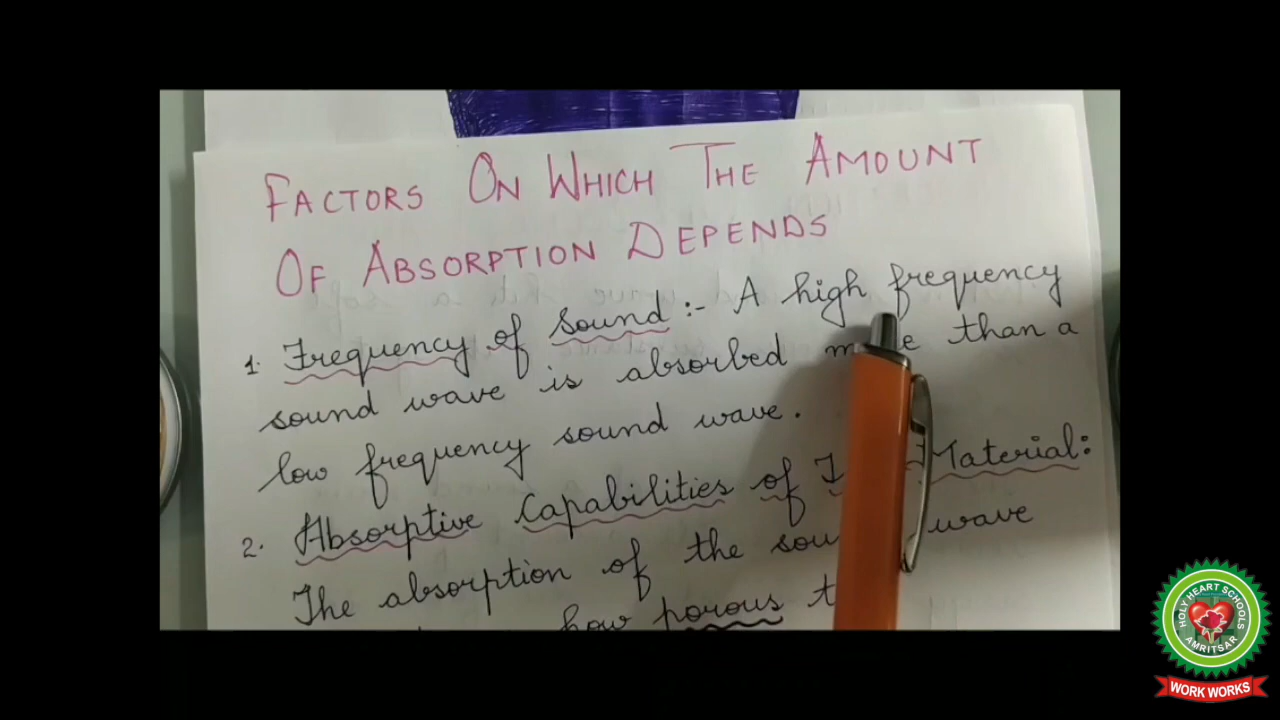 FACTORS ON WHICH THE AMOUNT
OF ABSORPTION DEPENDS
1. Frequency of sound :- A high frequency
sound wave is absorbed than a
low frequency sound wave.
2. Absorptive Capabilities of Material:
The absorption of the wave
how porous
HOLY HEART SCHOOLS
AMRITSAR
WORK WORKS